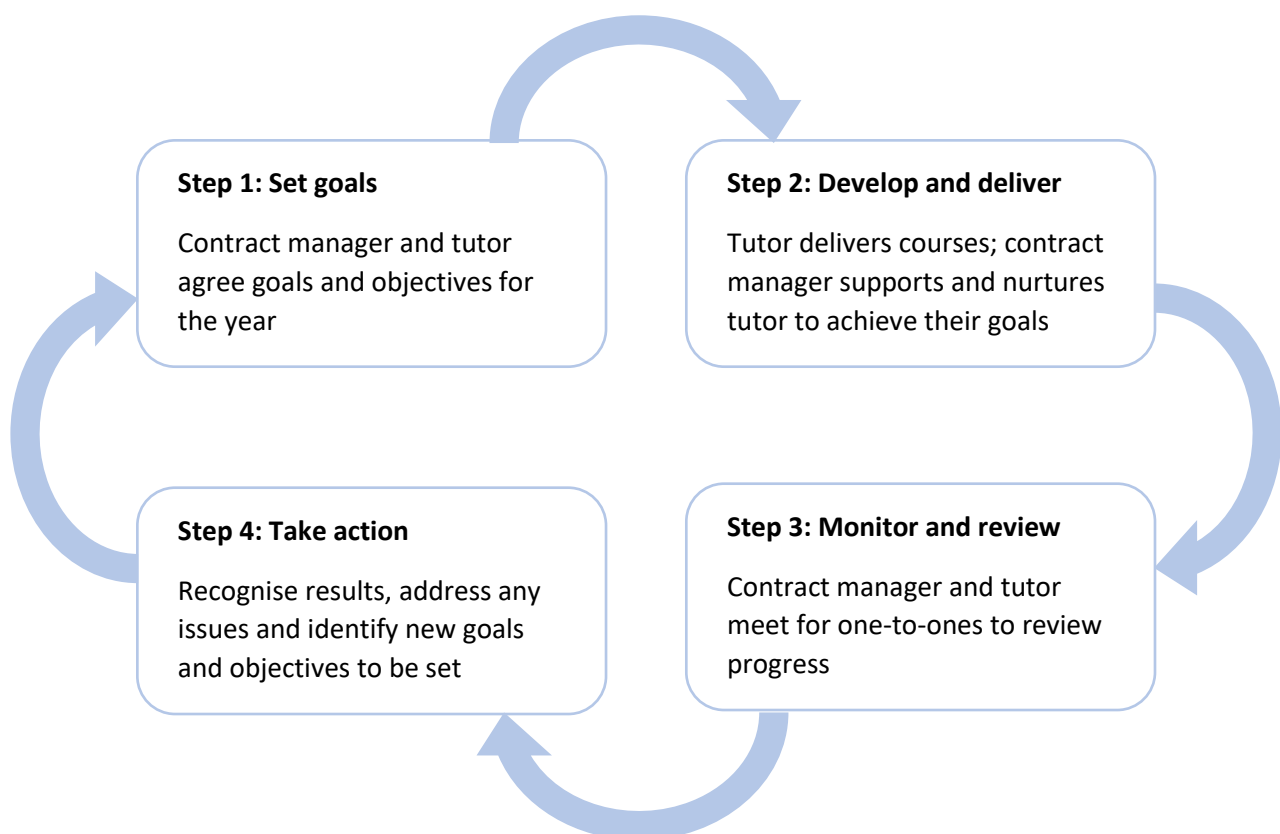 Step 1: Set goals
Contract manager and tutor
agree goals and objectives for
the year
Step 2: Develop and deliver
Tutor delivers courses; contract
manager supports and nurtures
tutor to achieve their goals
Step 3: Monitor and review
Contract manager and tutor
meet for one-to-ones to review
progress
Step 4: Take action
Recognise results, address any
issues and identify new goals
and objectives to be set